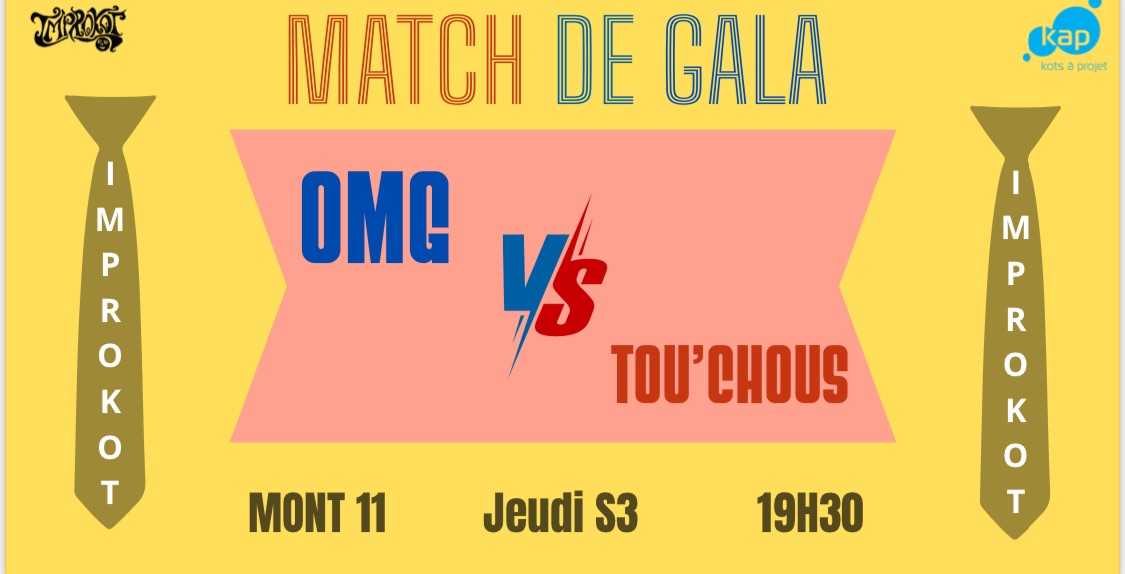 IMPROKOT
MATCH DE GALA
kap
kots à projet
IMPROKOT
OMG
VS
TOU'CHOUS
IMPROKOT
MONT 11 Jeudi S3 19H30